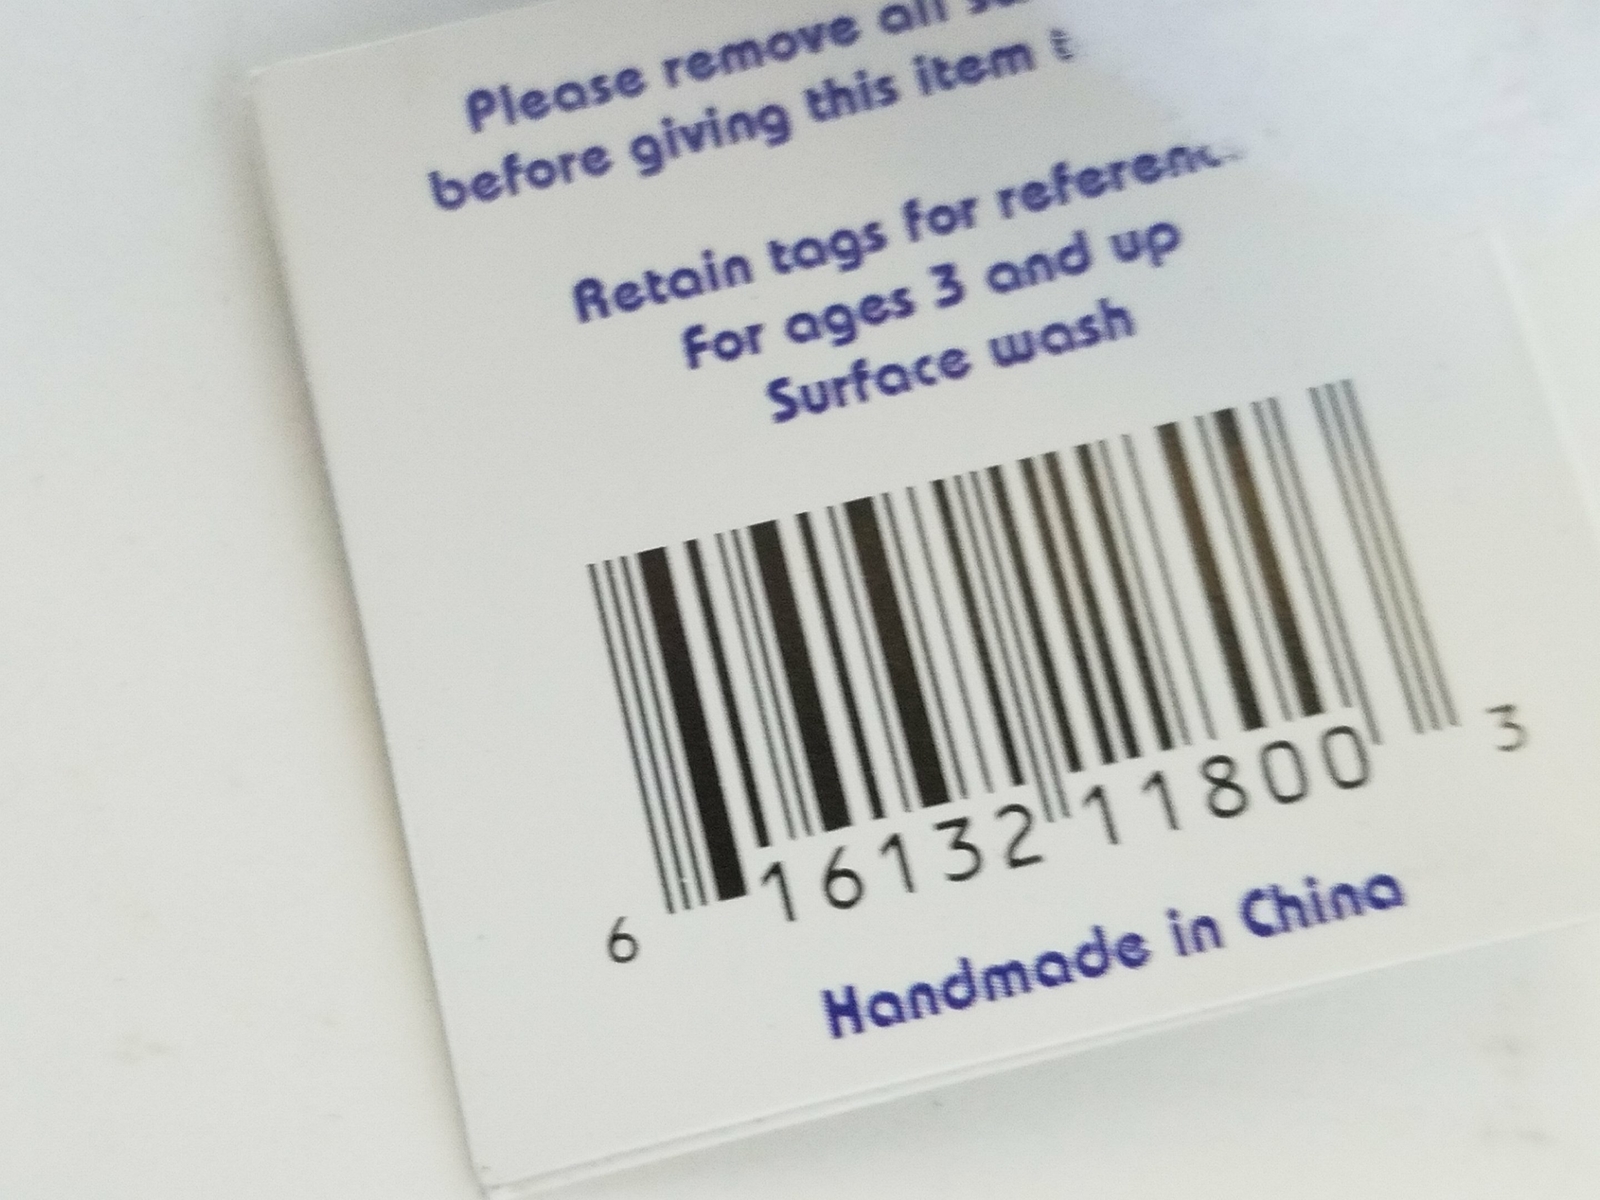 Please remove all
before giving this item
Retain tags for
For ages 3 and up
Surface wash
6 16132 11800 3
Handmade in China